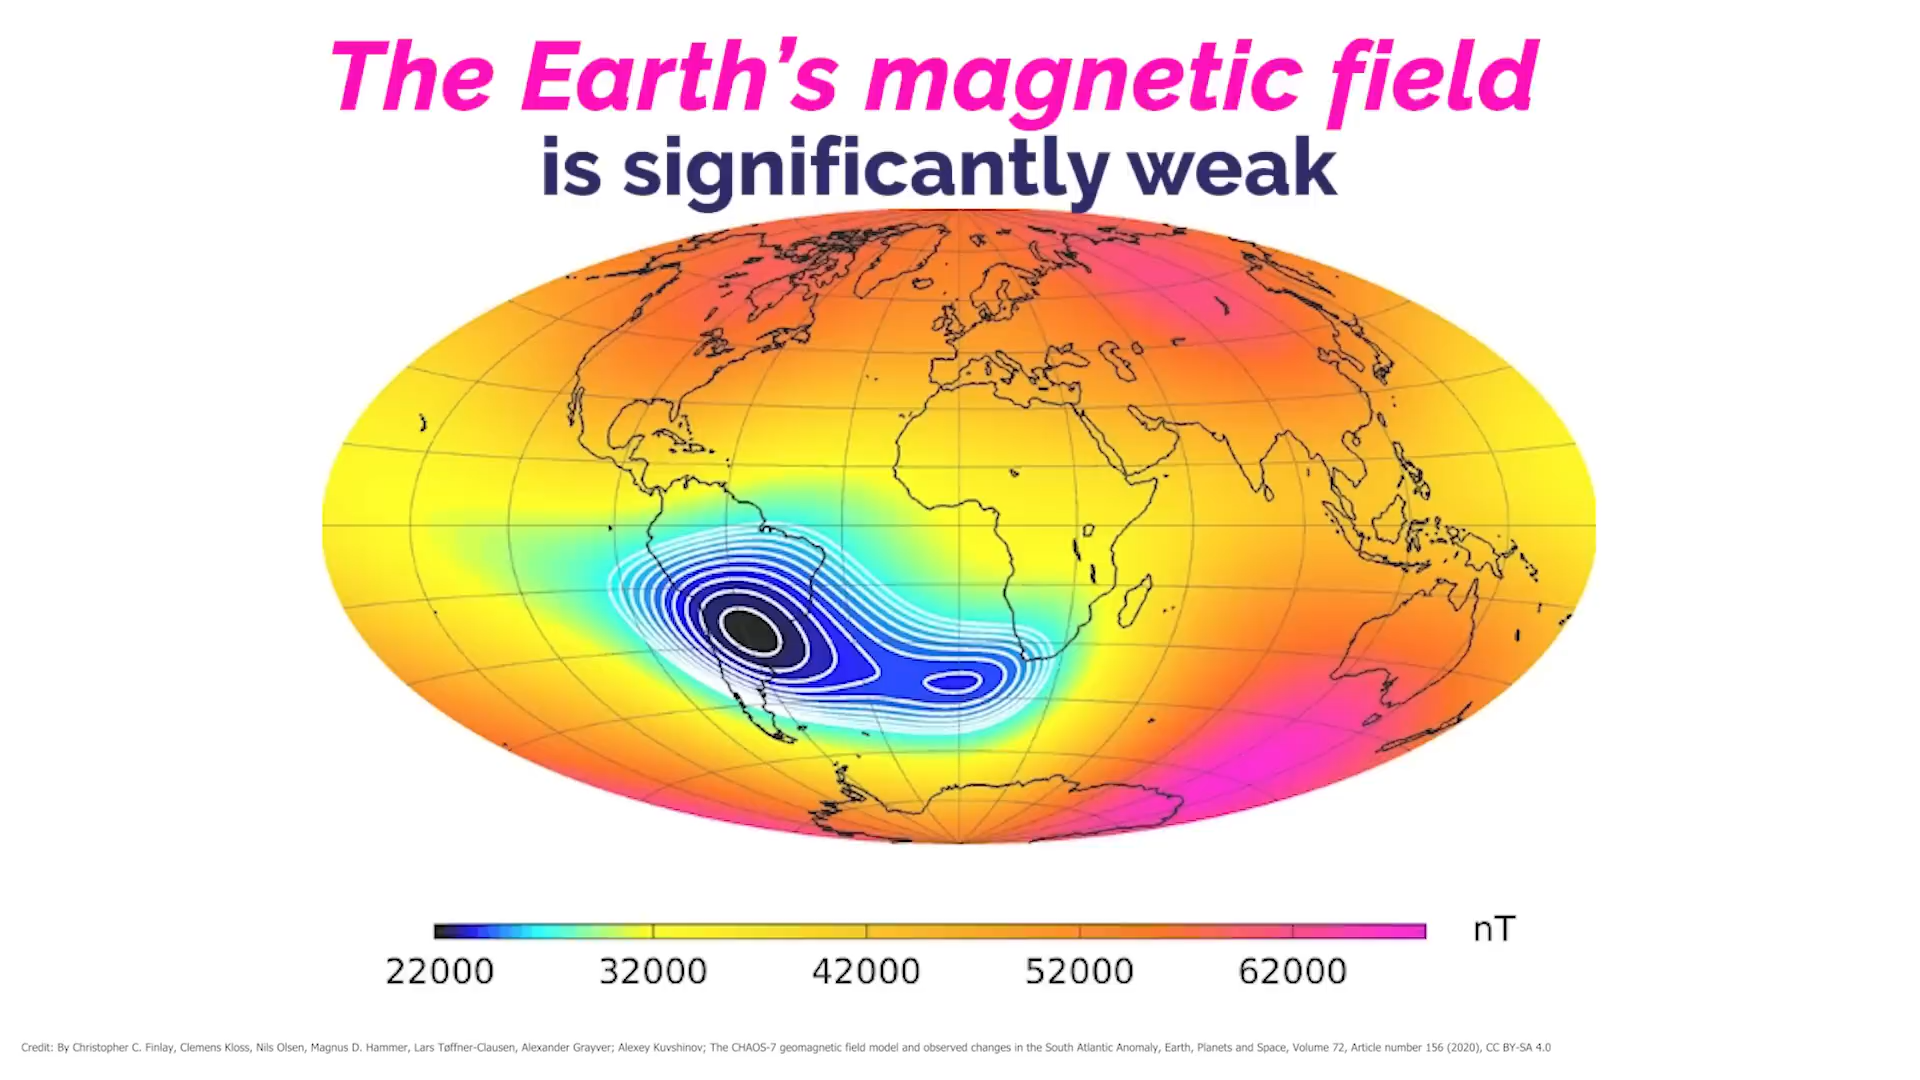 The Earth’s magnetic field
is significantly weak
nT
22000 32000 42000 52000 62000
Credit: By Christopher C. Finlay, Clemens Kloss, Nils Olsen, Magnus D. Hammer, Lars Tøffner-Clausen, Alexander Grayver; Alexey Kuvshinov; The CHAOS-7 geomagnetic field model and observed changes in the South Atlantic Anomaly, Earth, Planets and Space, Volume 72, Article number 156 (2020), CC BY-SA 4.0